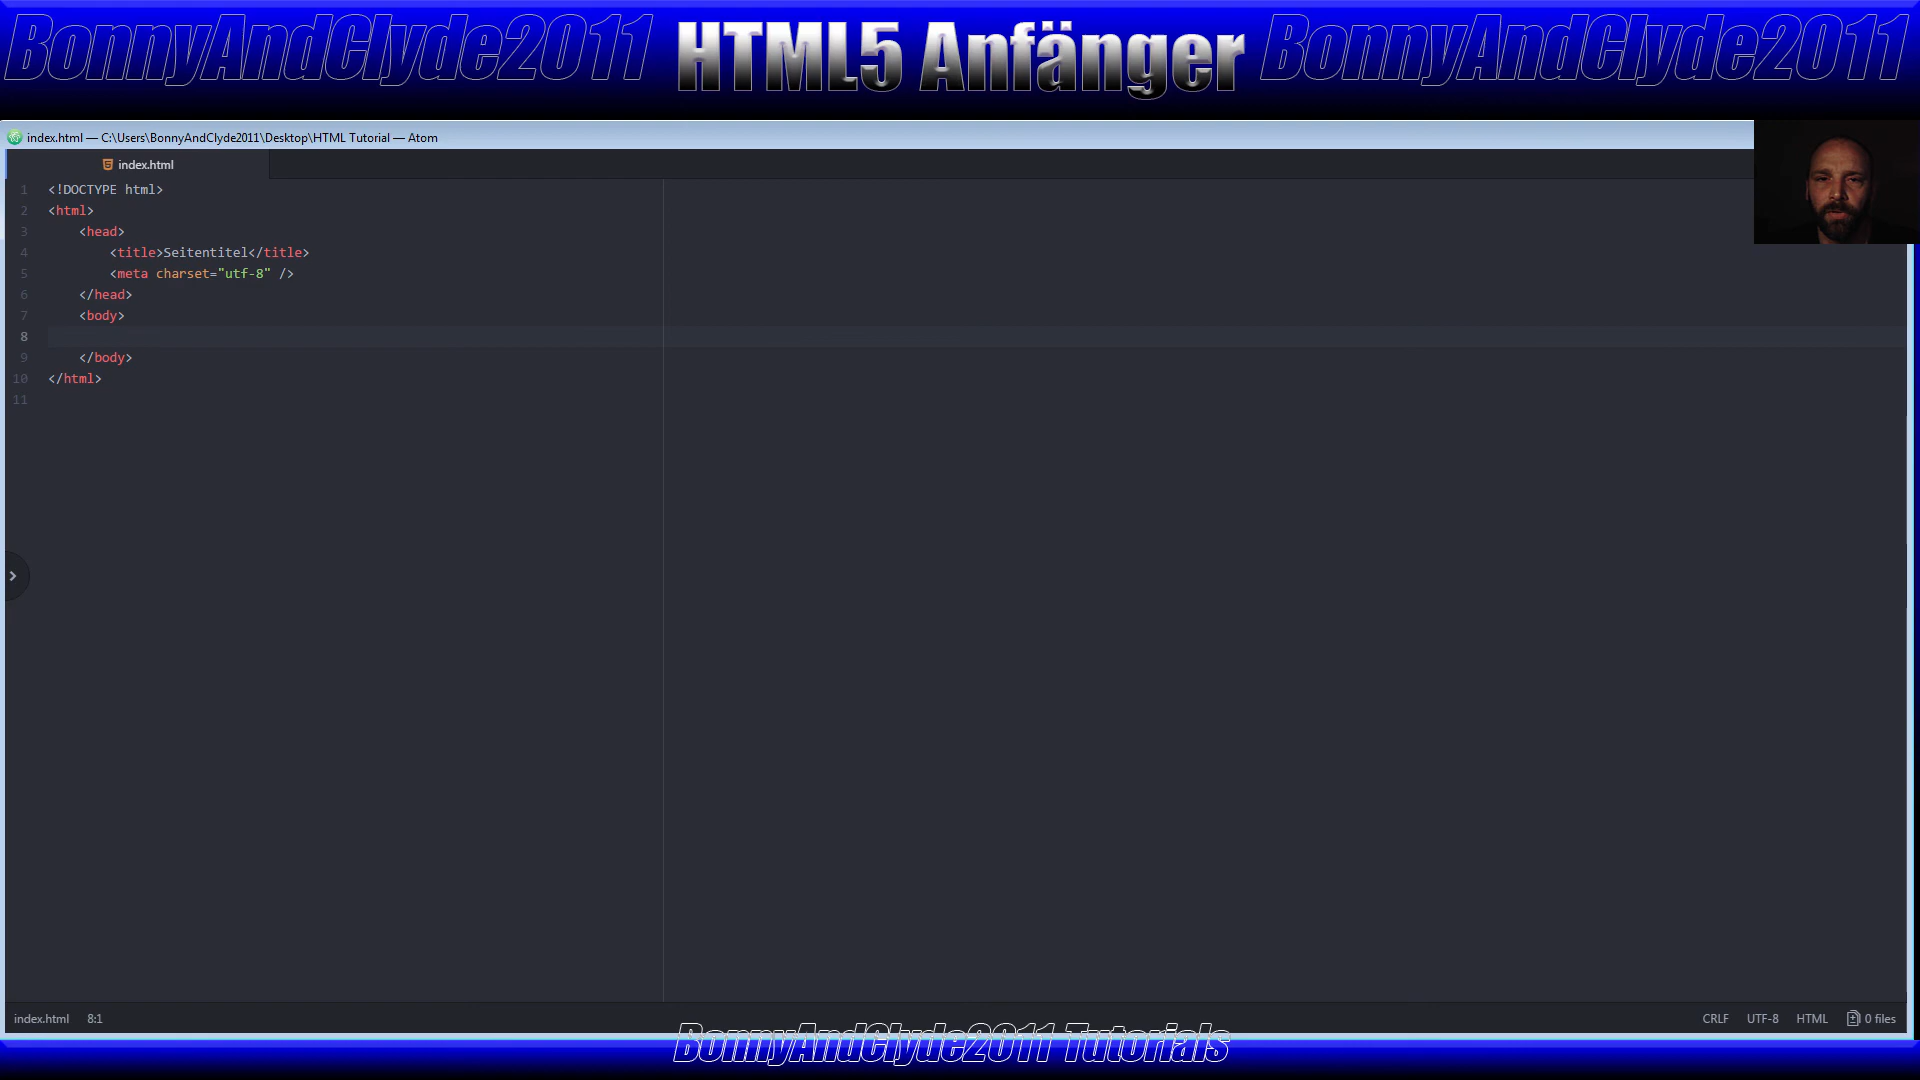 BonnyAndClyde2011 HTML5 Anfänger BonnyAndClyde2011
index.html — C:\Users\BonnyAndClyde2011\Desktop\HTML Tutorial — Atom
index.html
1 <!DOCTYPE html>
2 <html>
3 <head>
4 <title>Seitentitel</title>
5 <meta charset="utf-8" />
6 </head>
7 <body>
8
9 </body>
10 </html>
11
index.html 8:1 CRLF UTF-8 HTML 0 files
BonnyAndClyde2011 Tutorials